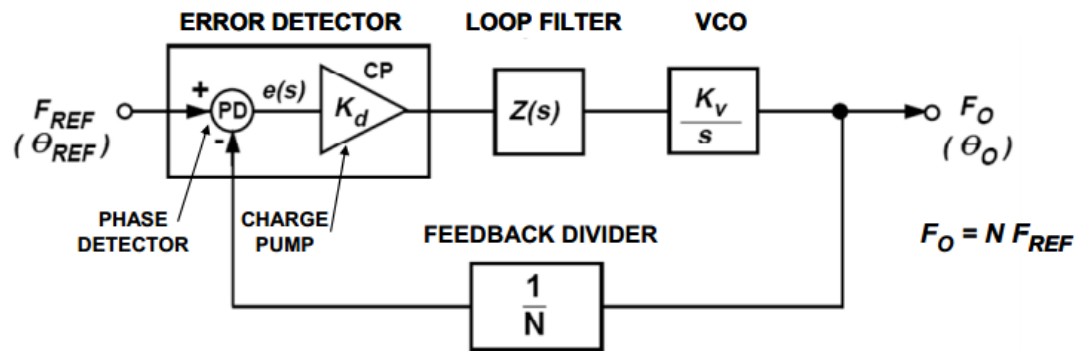 ERROR DETECTOR
LOOP FILTER
VCO
CP
+
PD
e(s)
K_d
Z(s)
K_v
s
F_REF
(θ_REF)
-
F_O
(θ_O)
PHASE
DETECTOR
CHARGE
PUMP
FEEDBACK DIVIDER
F_O = N F_REF
1
N